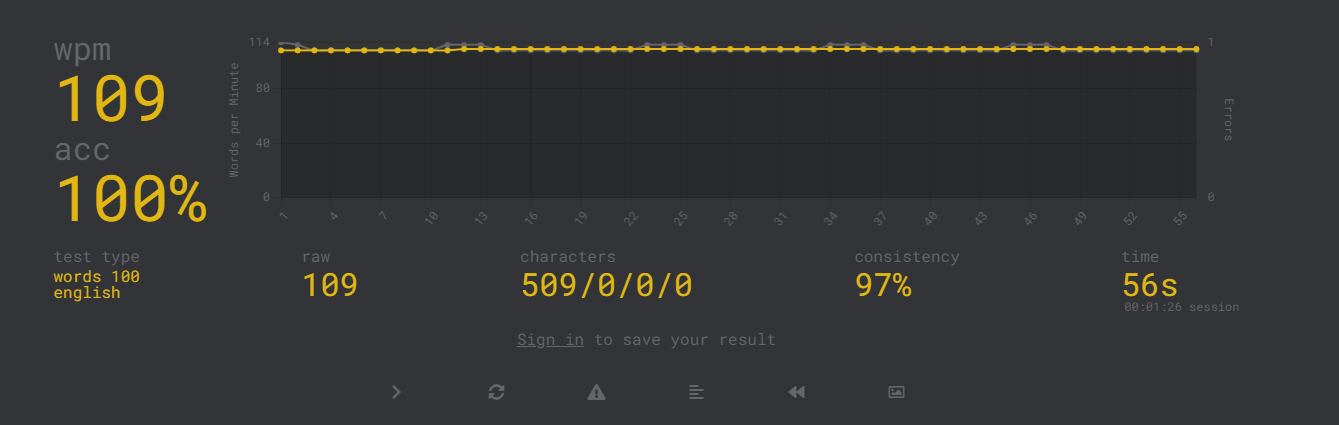 wpm
109
acc
100%
114
80
40
0
Words per Minute
1
0
Errors
1 4 7 10 13 16 19 22 25 28 31 34 37 40 43 46 49 52 55
test type
words 100
english
raw
109
characters
509/0/0/0
consistency
97%
time
56s
00:01:26 session
Sign in to save your result